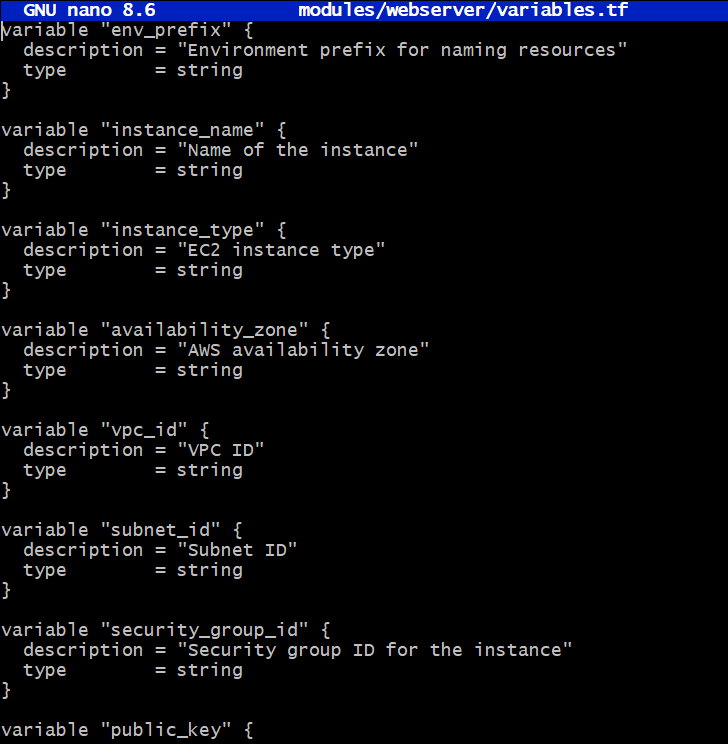 GNU nano 8.6 modules/webserver/variables.tf
variable "env_prefix" {
  description = "Environment prefix for naming resources"
  type        = string
}

variable "instance_name" {
  description = "Name of the instance"
  type        = string
}

variable "instance_type" {
  description = "EC2 instance type"
  type        = string
}

variable "availability_zone" {
  description = "AWS availability zone"
  type        = string
}

variable "vpc_id" {
  description = "VPC ID"
  type        = string
}

variable "subnet_id" {
  description = "Subnet ID"
  type        = string
}

variable "security_group_id" {
  description = "Security group ID for the instance"
  type        = string
}

variable "public_key" {